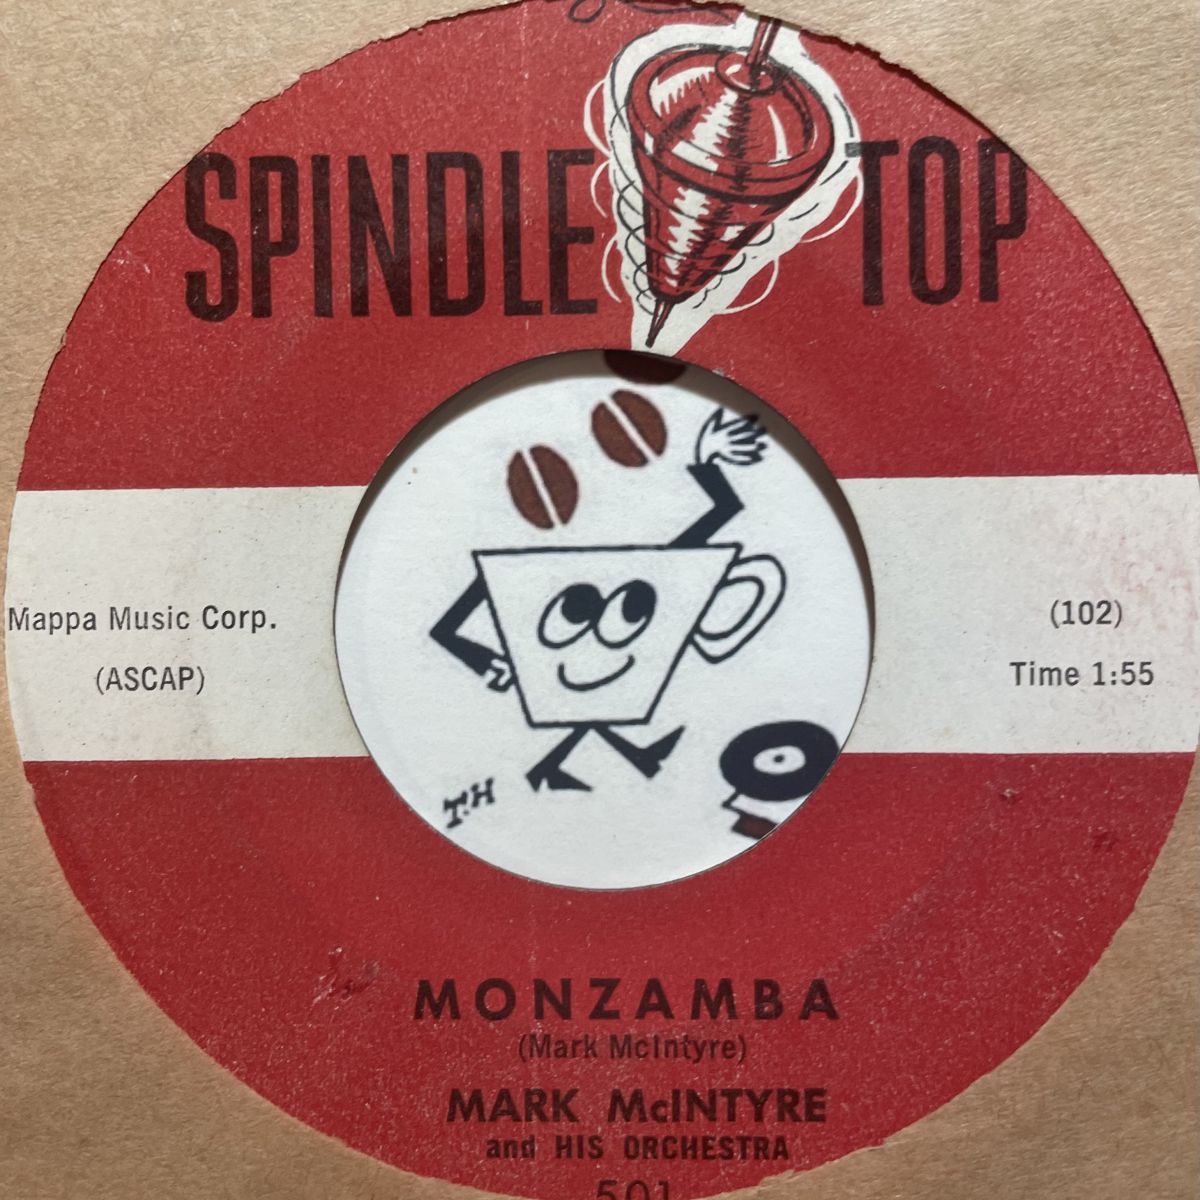 SPINDLE TOP
Mappa Music Corp.
(ASCAP)
(102)
Time 1:55
T.H
MONZAMBA
(Mark McIntyre)
MARK McINTYRE
and HIS ORCHESTRA
501